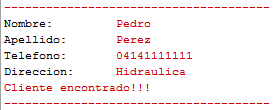 Nombre: Pedro
Apellido: Perez
Telefono: 04141111111
Direccion: Hidraulica
Cliente encontrado!!!